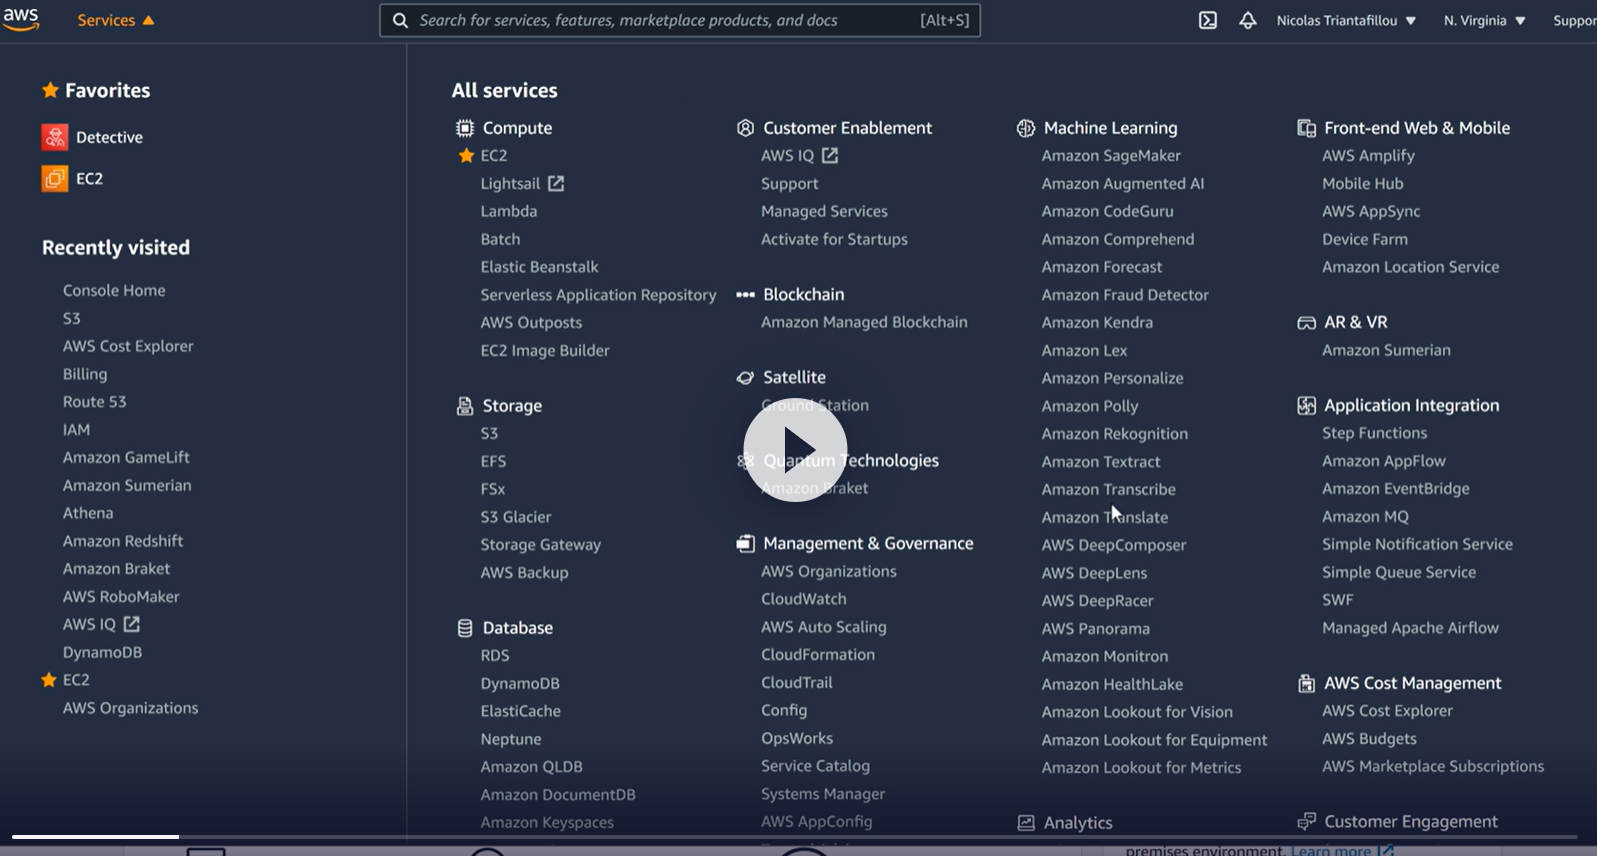 aws
Services
Search for services, features, marketplace products, and docs
[Alt+S]
Nicolas Triantafillou
N. Virginia
Suppor
Favorites
Detective
EC2
Recently visited
Console Home
S3
AWS Cost Explorer
Billing
Route 53
IAM
Amazon GameLift
Amazon Sumerian
Athena
Amazon Redshift
Amazon Braket
AWS RoboMaker
AWS IQ
DynamoDB
EC2
AWS Organizations
All services
Compute
EC2
Lightsail
Lambda
Batch
Elastic Beanstalk
Serverless Application Repository
AWS Outposts
EC2 Image Builder
Storage
S3
EFS
FSx
S3 Glacier
Storage Gateway
AWS Backup
Database
RDS
DynamoDB
ElastiCache
Neptune
Amazon QLDB
Amazon DocumentDB
Amazon Keyspaces
Customer Enablement
AWS IQ
Support
Managed Services
Activate for Startups
Blockchain
Amazon Managed Blockchain
Satellite
Ground Station
Quantum Technologies
Amazon Braket
Management & Governance
AWS Organizations
CloudWatch
AWS Auto Scaling
CloudFormation
CloudTrail
Config
OpsWorks
Service Catalog
Systems Manager
AWS AppConfig
Machine Learning
Amazon SageMaker
Amazon Augmented AI
Amazon CodeGuru
Amazon Comprehend
Amazon Forecast
Amazon Fraud Detector
Amazon Kendra
Amazon Lex
Amazon Personalize
Amazon Polly
Amazon Rekognition
Amazon Textract
Amazon Transcribe
Amazon Translate
AWS DeepComposer
AWS DeepLens
AWS DeepRacer
AWS Panorama
Amazon Monitron
Amazon HealthLake
Amazon Lookout for Vision
Amazon Lookout for Equipment
Amazon Lookout for Metrics
Analytics
Front-end Web & Mobile
AWS Amplify
Mobile Hub
AWS AppSync
Device Farm
Amazon Location Service
AR & VR
Amazon Sumerian
Application Integration
Step Functions
Amazon AppFlow
Amazon EventBridge
Amazon MQ
Simple Notification Service
Simple Queue Service
SWF
Managed Apache Airflow
AWS Cost Management
AWS Cost Explorer
AWS Budgets
AWS Marketplace Subscriptions
Customer Engagement
premises environment. Learn more